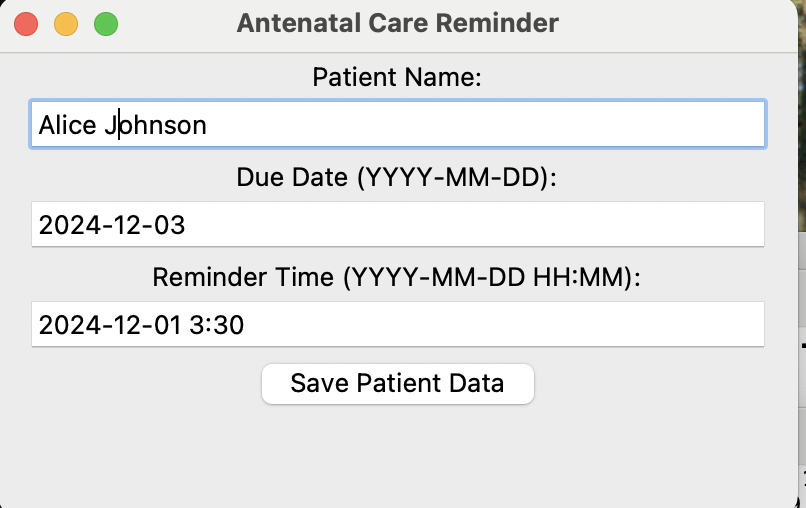 Antenatal Care Reminder
Patient Name:
Alice Johnson
Due Date (YYYY-MM-DD):
2024-12-03
Reminder Time (YYYY-MM-DD HH:MM):
2024-12-01 3:30
Save Patient Data